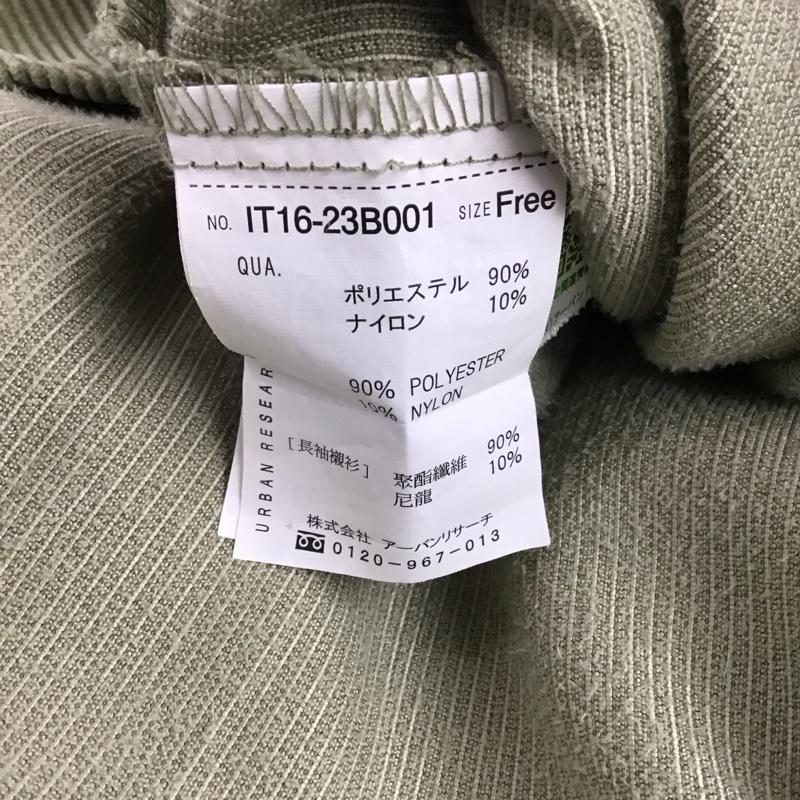 NO. IT16-23B001 SIZE Free
QUA.
ポリエステル 90%
ナイロン 10%
90% POLYESTER
10% NYLON
URBAN RESEAR
[長袖襯衫]
聚酯纖維 90%
尼龍 10%
株式会社 アーバンリサーチ
0120-967-013